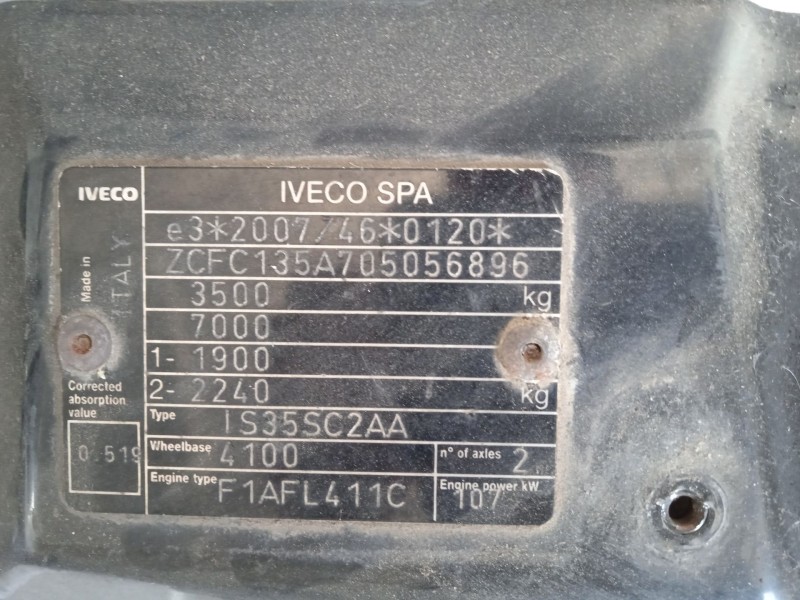 IVECO
IVECO SPA
e3*2007/46*0120*
ZCFC135A705056896
3500 kg
7000
1- 1900
2- 2240 kg
Made in ITALY
Corrected
absorption
value
0.519
Type IS35SC2AA
Wheelbase 4100 n° of axles 2
Engine type F1AFL411C Engine power kW 107